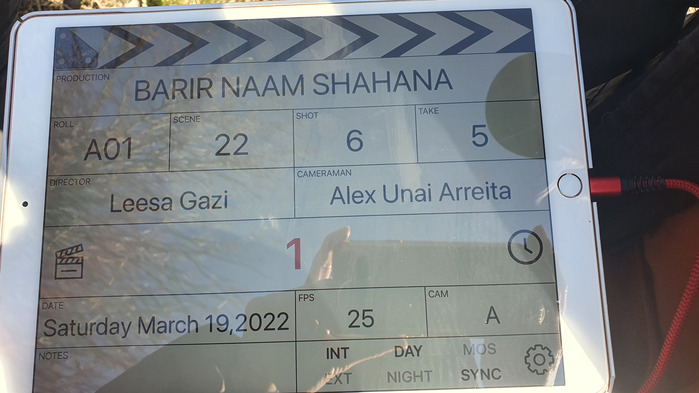 PRODUCTION
BARIR NAAM SHAHANA
ROLL SCENE SHOT TAKE
A01 22 6 5
DIRECTOR CAMERAMAN
Leesa Gazi Alex Unai Arreita
1
DATE FPS CAM
Saturday March 19,2022 25 A
NOTES
INT DAY MOS
EXT NIGHT SYNC